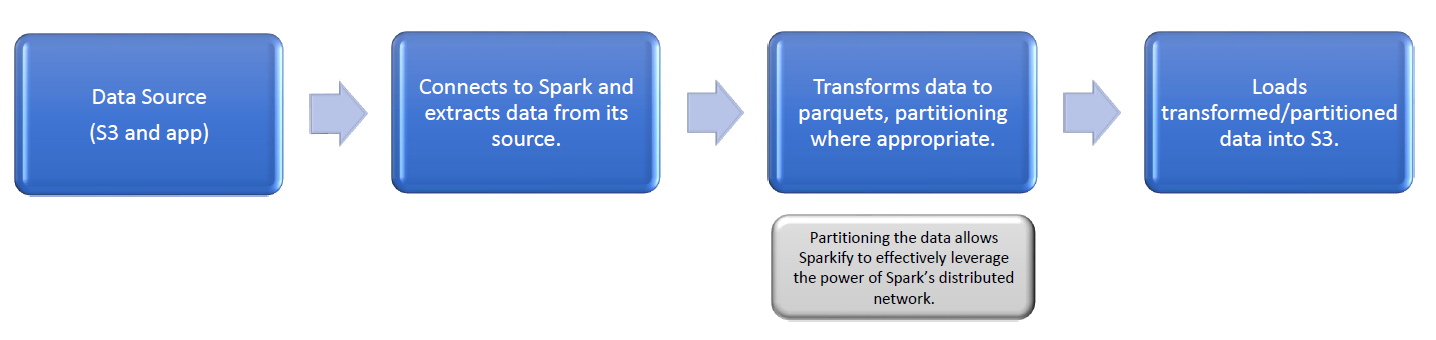 Data Source
(S3 and app)
Connects to Spark and
extracts data from its
source.
Transforms data to
parquets, partitioning
where appropriate.
Loads
transformed/partitioned
data into S3.
Partitioning the data allows
Sparkify to effectively leverage
the power of Spark’s distributed
network.